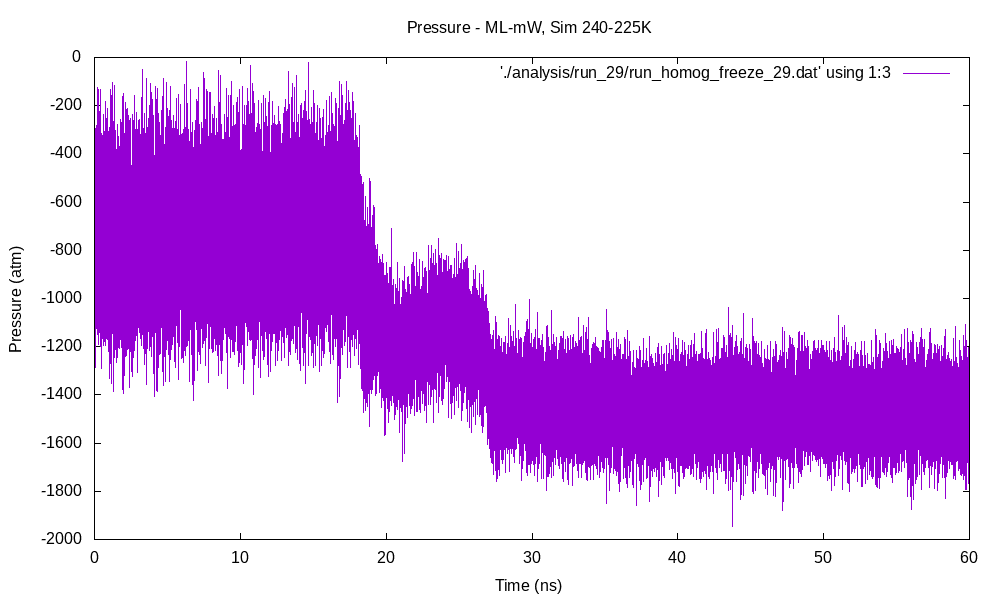 Pressure - ML-mW, Sim 240-225K
'./analysis/run_29/run_homog_freeze_29.dat' using 1:3
0
-200
-400
-600
-800
-1000
-1200
-1400
-1600
-1800
-2000
Pressure (atm)
0 10 20 30 40 50 60
Time (ns)